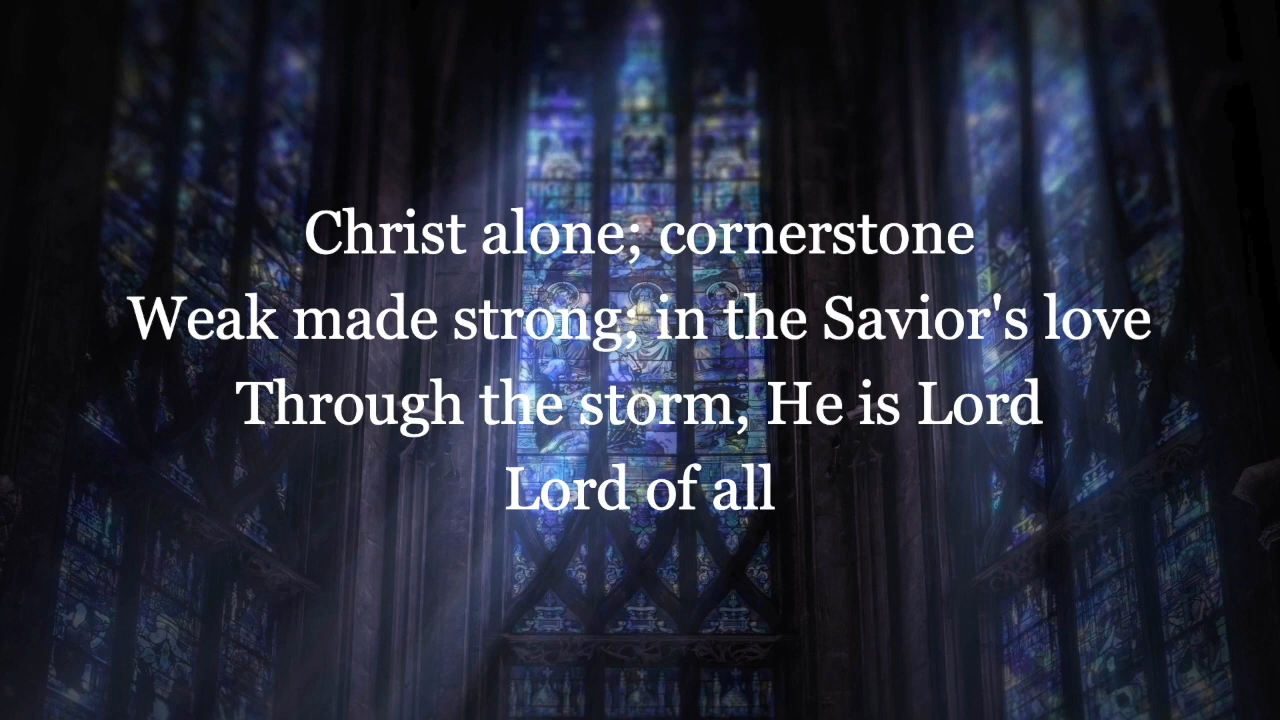 Christ alone; cornerstone
Weak made strong; in the Savior's love
Through the storm, He is Lord
Lord of all